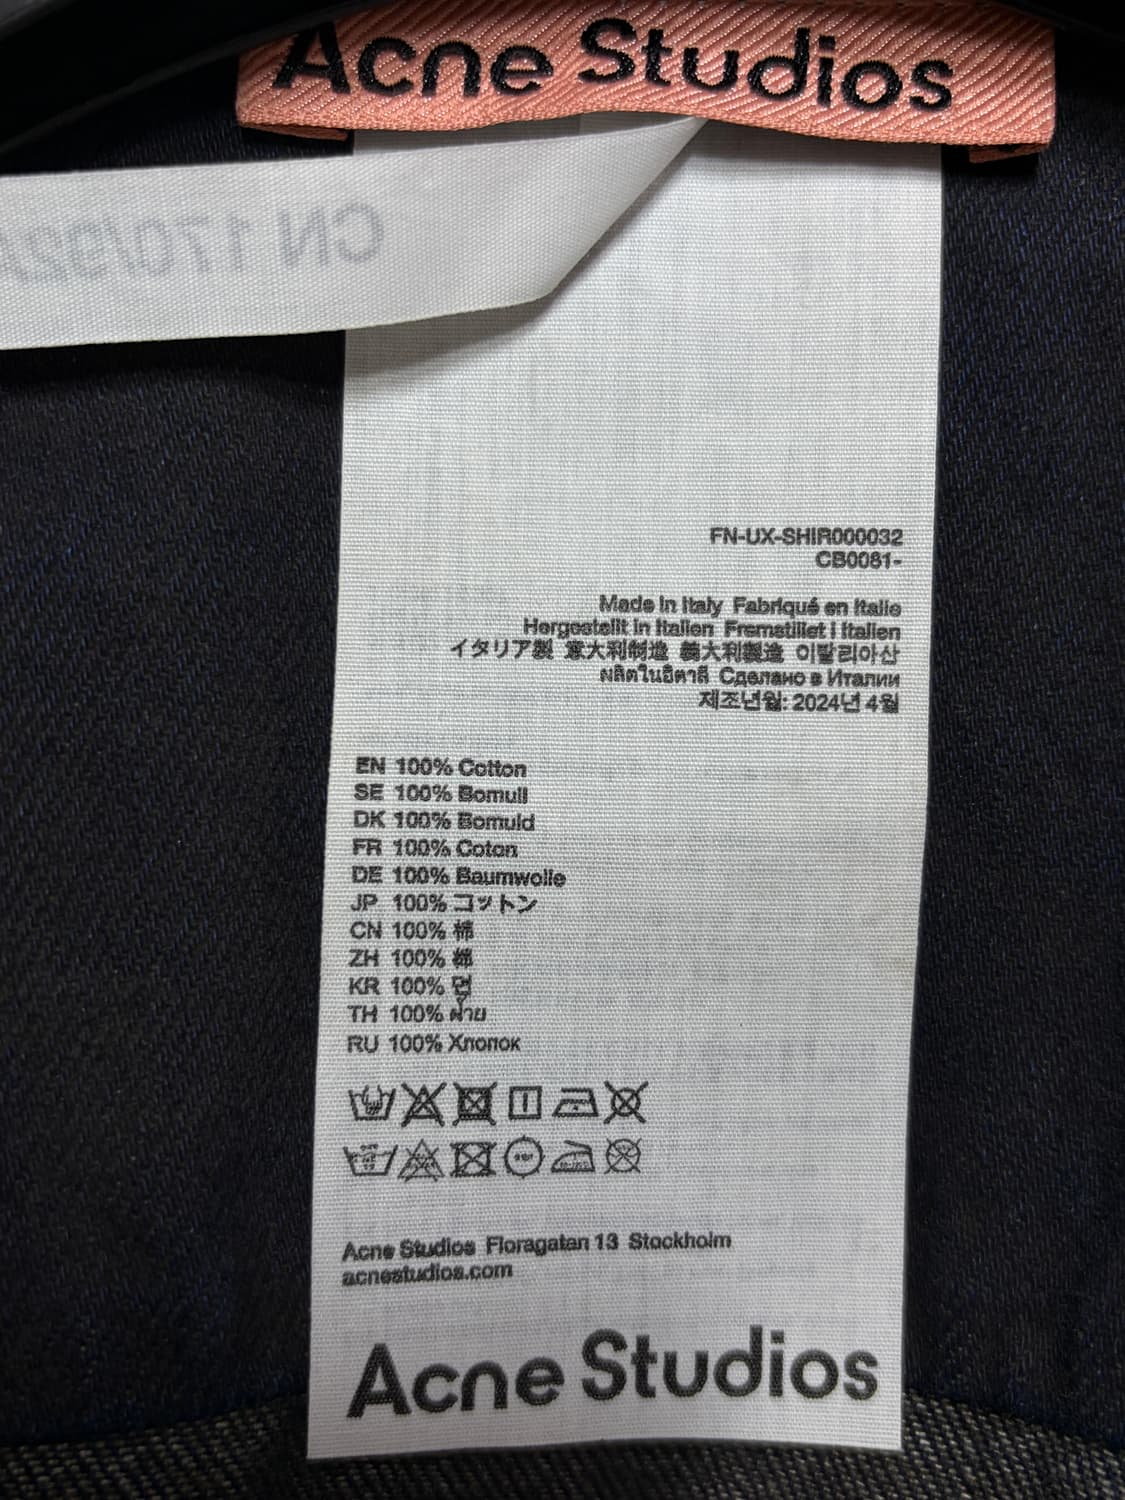 Acne Studios
CN 170/92A
FN-UX-SHIR000032
CB0081-
Made in Italy Fabriqué en Italie
Hergestellt in Italien Fremstillet i Italien
イタリア製 意大利制造 義大利製造 이탈리아산
ผลิตในอิตาลี Сделано в Италии
제조년월: 2024년 4월
EN 100% Cotton
SE 100% Bomull
DK 100% Bomuld
FR 100% Coton
DE 100% Baumwolle
JP 100% コットン
CN 100% 棉
ZH 100% 棉
KR 100% 면
TH 100% ฝ้าย
RU 100% Хлопок
Acne Studios Floragatan 13 Stockholm
acnestudios.com
Acne Studios